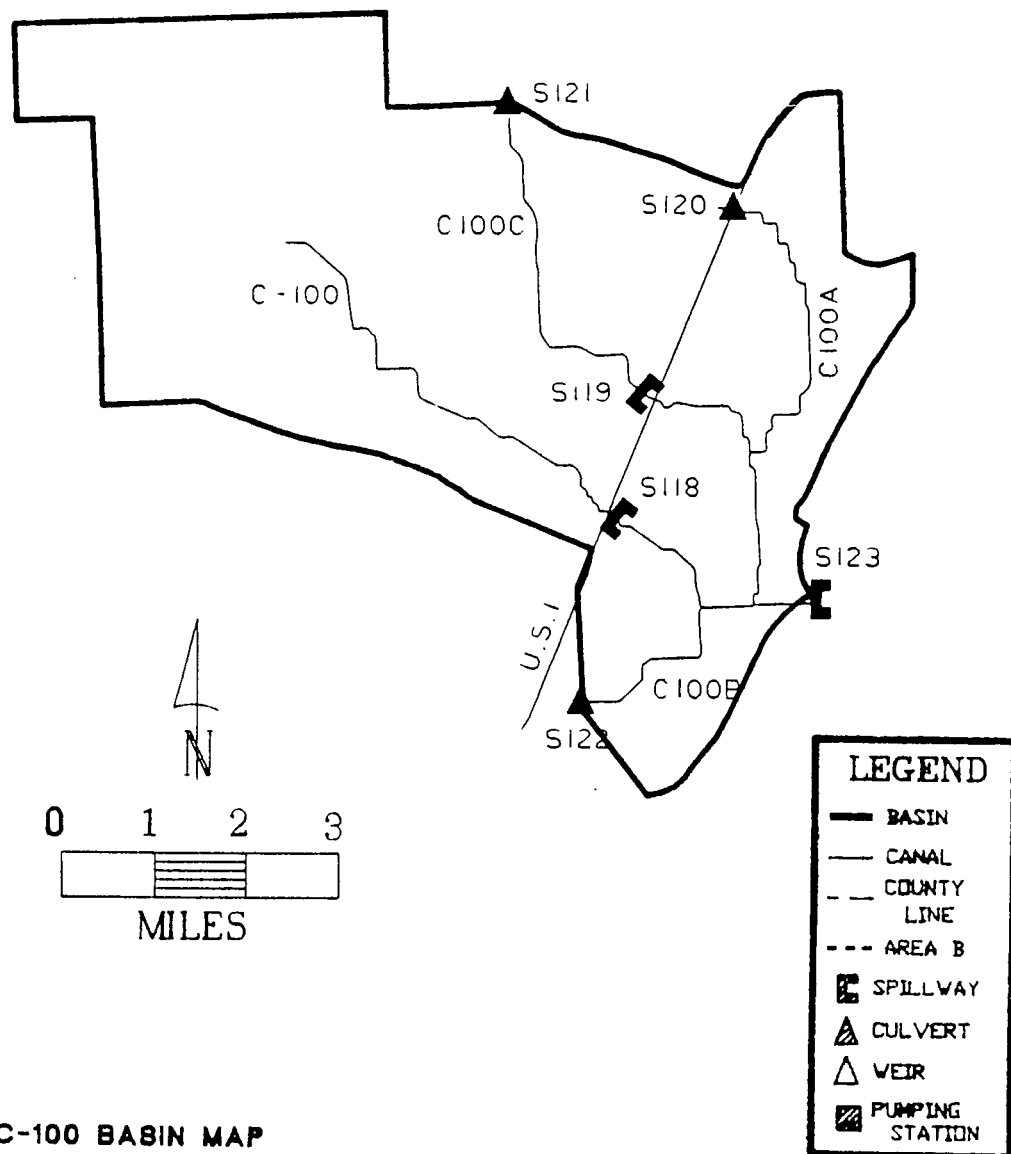 S121
S120
C100C
C-100
C100A
S119
S118
S123
U.S.1
C100B
S122
N
0 1 2 3
MILES
LEGEND
BASIN
CANAL
COUNTY
LINE
AREA B
SPILLWAY
CULVERT
WEIR
PUMPING
STATION
C-100 BASIN MAP